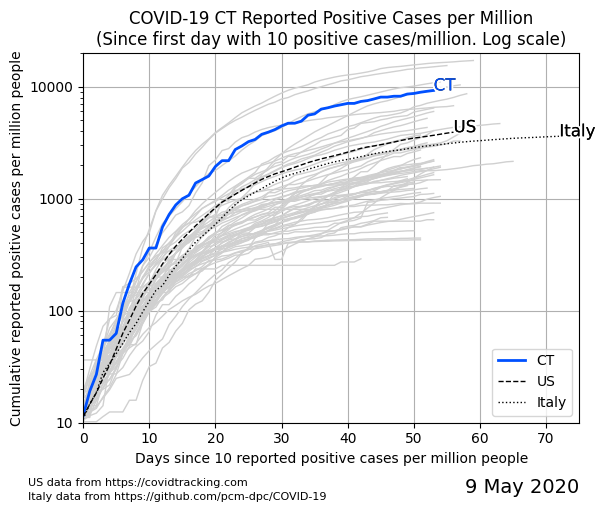 COVID-19 CT Reported Positive Cases per Million
(Since first day with 10 positive cases/million. Log scale)
Cumulative reported positive cases per million people
10000
1000
100
10
CT
US
Italy
CT
US
Italy
0 10 20 30 40 50 60 70
Days since 10 reported positive cases per million people
US data from https://covidtracking.com
Italy data from https://github.com/pcm-dpc/COVID-19
9 May 2020